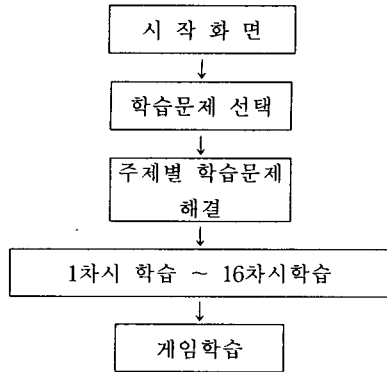 시 작 화 면
↓
학습문제 선택
↓
주제별 학습문제
해결
↓
1차시 학습 ~ 16차시학습
↓
게임학습